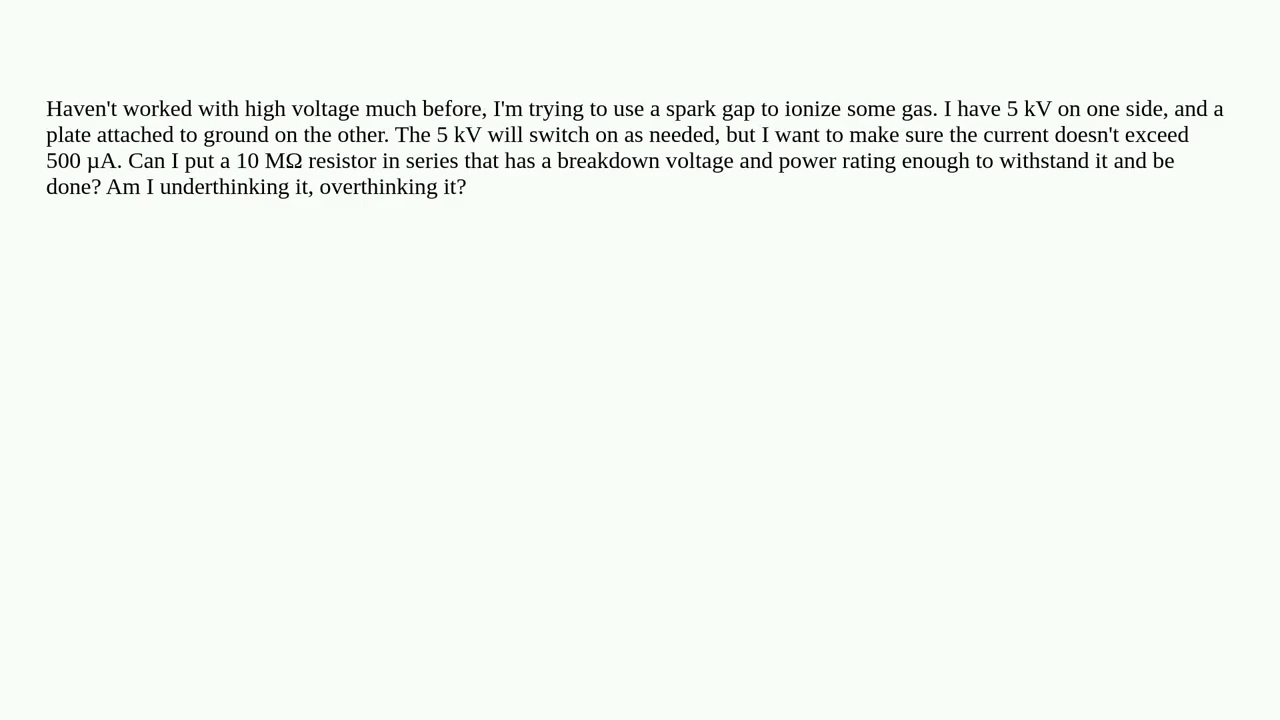 Haven't worked with high voltage much before, I'm trying to use a spark gap to ionize some gas. I have 5 kV on one side, and a
plate attached to ground on the other. The 5 kV will switch on as needed, but I want to make sure the current doesn't exceed
500 µA. Can I put a 10 MΩ resistor in series that has a breakdown voltage and power rating enough to withstand it and be
done? Am I underthinking it, overthinking it?